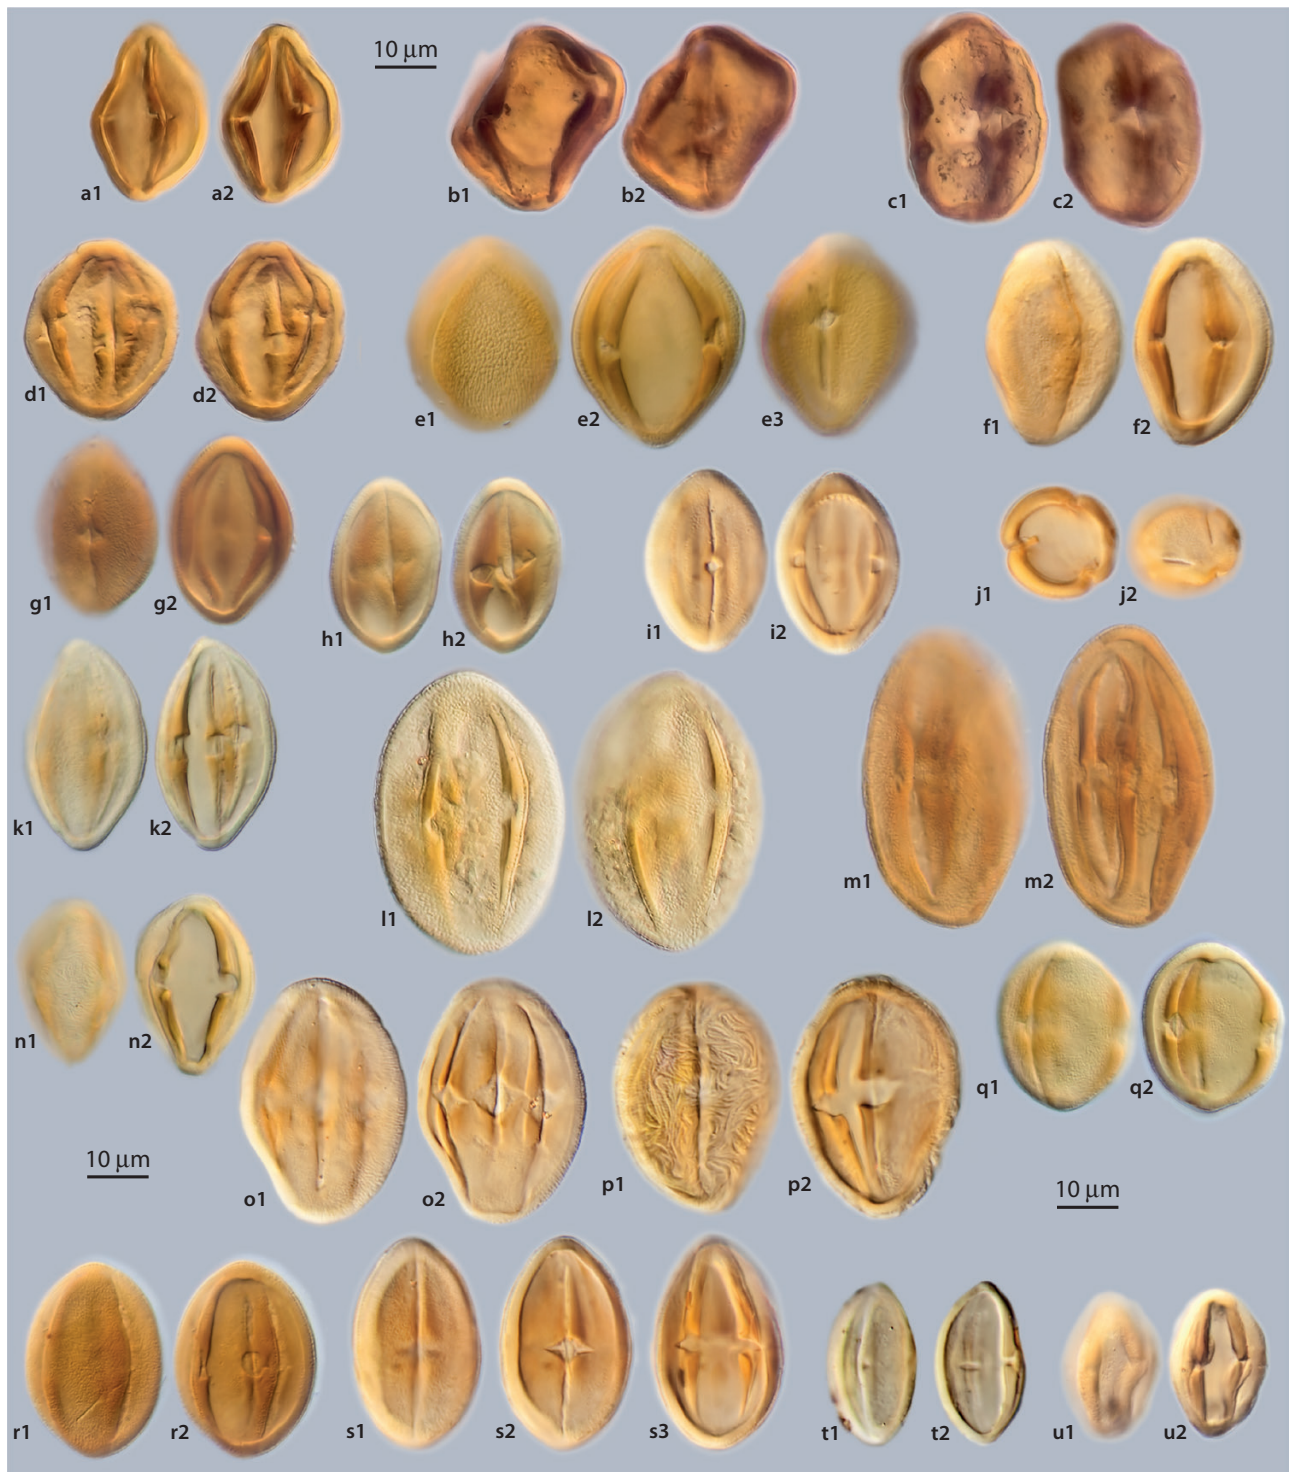 10 µm
a1 a2 b1 b2 c1 c2
d1 d2 e1 e2 e3 f1 f2
g1 g2 h1 h2 i1 i2 j1 j2
k1 k2 l1 l2 m1 m2
n1 n2 o1 o2 p1 p2 q1 q2
10 µm
10 µm
r1 r2 s1 s2 s3 t1 t2 u1 u2